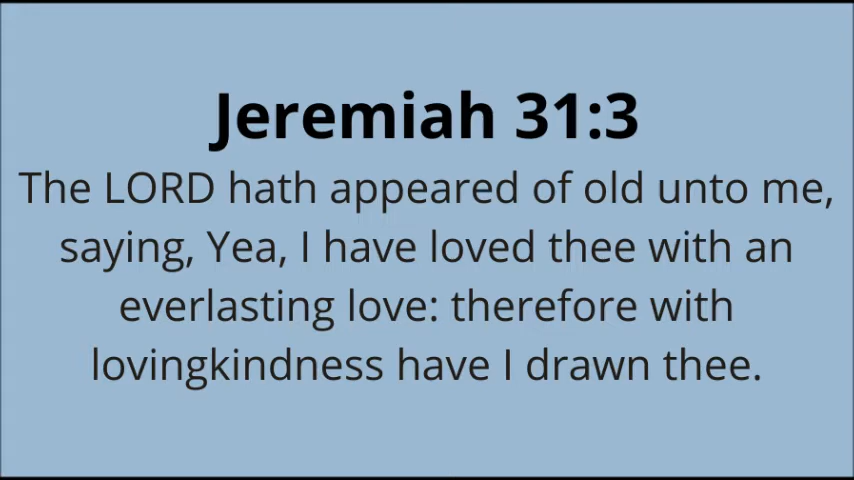 Jeremiah 31:3
The LORD hath appeared of old unto me,
saying, Yea, I have loved thee with an
everlasting love: therefore with
lovingkindness have I drawn thee.